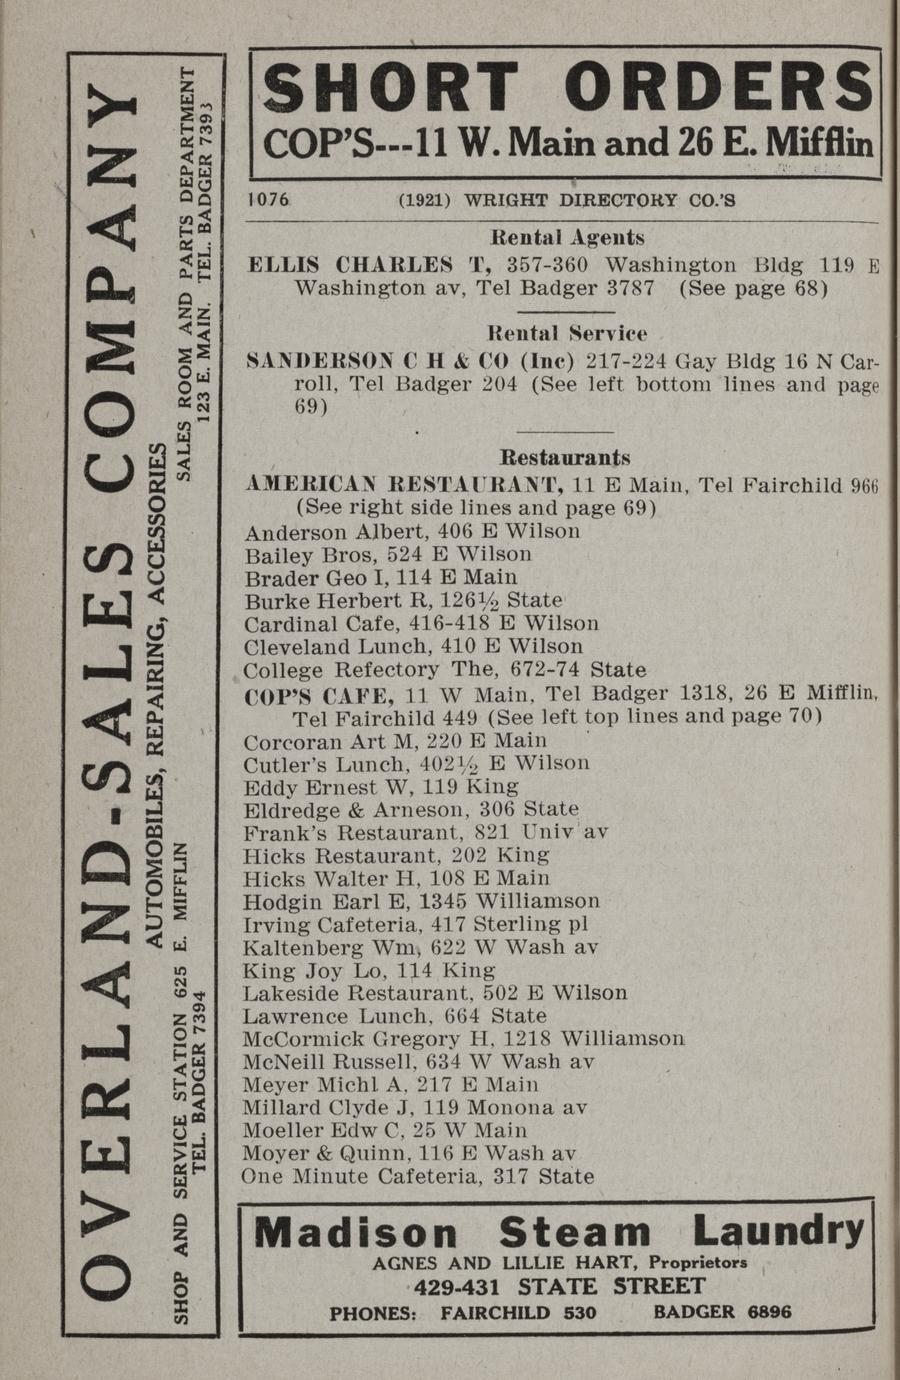 OVERLAND-SALES COMPANY
AUTOMOBILES, REPAIRING, ACCESSORIES
SHOP AND SERVICE STATION 625 E. MIFFLIN
TEL. BADGER 7394
SALES ROOM AND PARTS DEPARTMENT
123 E. MAIN. TEL. BADGER 7393
SHORT ORDERS
COP'S---11 W. Main and 26 E. Mifflin
1076 (1921) WRIGHT DIRECTORY CO.'S
Rental Agents
ELLIS CHARLES T, 357-360 Washington Bldg 119 E
Washington av, Tel Badger 3787 (See page 68)
Rental Service
SANDERSON C H & CO (Inc) 217-224 Gay Bldg 16 N Car-
roll, Tel Badger 204 (See left bottom lines and page
69)
Restaurants
AMERICAN RESTAURANT, 11 E Main, Tel Fairchild 966
(See right side lines and page 69)
Anderson Albert, 406 E Wilson
Bailey Bros, 524 E Wilson
Brader Geo I, 114 E Main
Burke Herbert R, 126½ State
Cardinal Cafe, 416-418 E Wilson
Cleveland Lunch, 410 E Wilson
College Refectory The, 672-74 State
COP'S CAFE, 11 W Main, Tel Badger 1318, 26 E Mifflin,
Tel Fairchild 449 (See left top lines and page 70)
Corcoran Art M, 220 E Main
Cutler's Lunch, 402½ E Wilson
Eddy Ernest W, 119 King
Eldredge & Arneson, 306 State
Frank's Restaurant, 821 Univ av
Hicks Restaurant, 202 King
Hicks Walter H, 108 E Main
Hodgin Earl E, 1345 Williamson
Irving Cafeteria, 417 Sterling pl
Kaltenberg Wm, 622 W Wash av
King Joy Lo, 114 King
Lakeside Restaurant, 502 E Wilson
Lawrence Lunch, 664 State
McCormick Gregory H, 1218 Williamson
McNeill Russell, 634 W Wash av
Meyer Michl A, 217 E Main
Millard Clyde J, 119 Monona av
Moeller Edw C, 25 W Main
Moyer & Quinn, 116 E Wash av
One Minute Cafeteria, 317 State
Madison Steam Laundry
AGNES AND LILLIE HART, Proprietors
429-431 STATE STREET
PHONES: FAIRCHILD 530 BADGER 6896